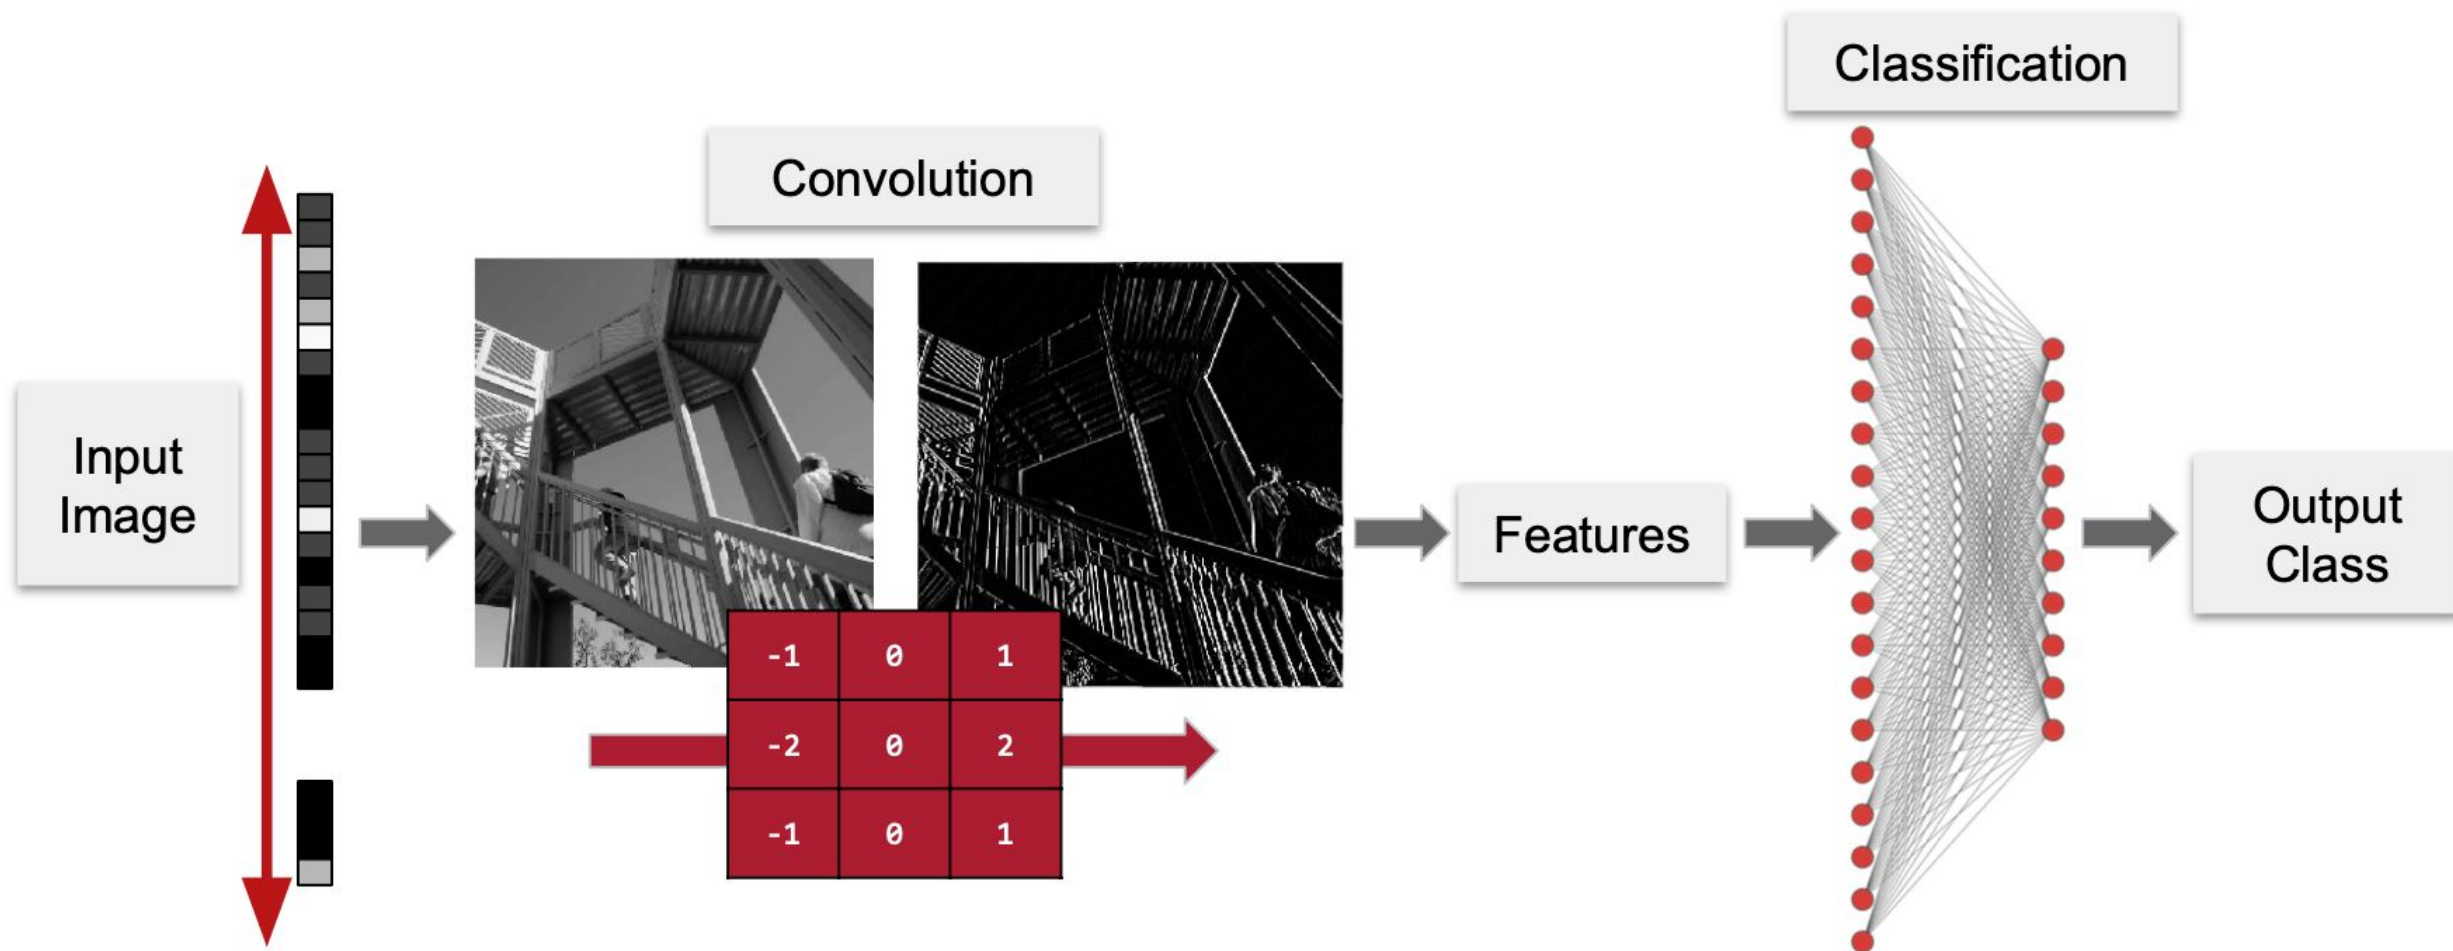 Classification
Convolution
Input
Image
Features
Output
Class
-1 0 1
-2 0 2
-1 0 1